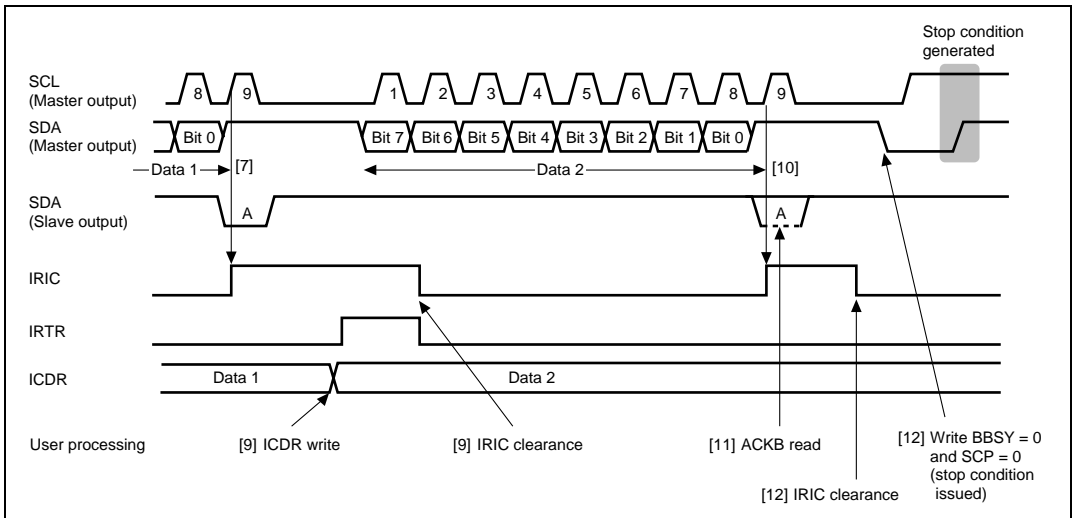 Stop condition
generated
SCL
(Master output)
8 9 1 2 3 4 5 6 7 8 9
SDA
(Master output)
Bit 0 Bit 7 Bit 6 Bit 5 Bit 4 Bit 3 Bit 2 Bit 1 Bit 0
Data 1 [7] Data 2 [10]
SDA
(Slave output)
A A
IRIC
IRTR
ICDR Data 1 Data 2
User processing [9] ICDR write [9] IRIC clearance [11] ACKB read
[12] Write BBSY = 0
and SCP = 0
(stop condition
issued)
[12] IRIC clearance